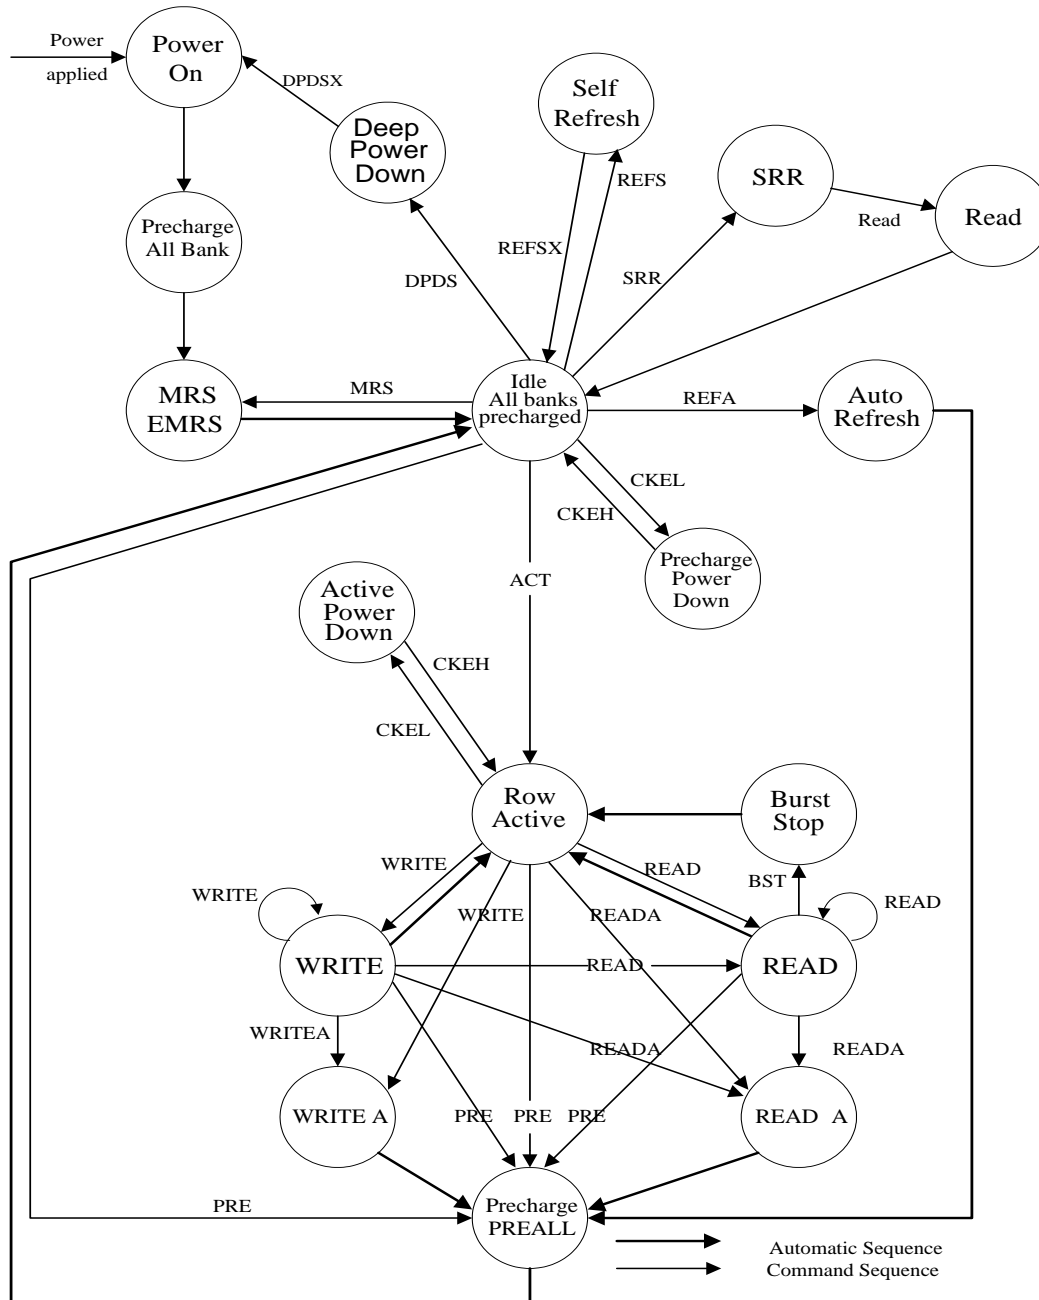 Power
applied
Power
On
DPDSX
Deep
Power
Down
Self
Refresh
REFS
SRR
Read
Read
Precharge
All Bank
REFSX
DPDS
SRR
MRS
EMRS
MRS
Idle
All banks
precharged
REFA
Auto
Refresh
CKEL
CKEH
Precharge
Power
Down
ACT
Active
Power
Down
CKEH
CKEL
Row
Active
Burst
Stop
WRITE
READ
BST
WRITE
WRITE
READA
READ
WRITE
READ
READ
WRITEA
READA
READA
WRITE A
PRE
PRE
PRE
READ A
PRE
Precharge
PREALL
Automatic Sequence
Command Sequence